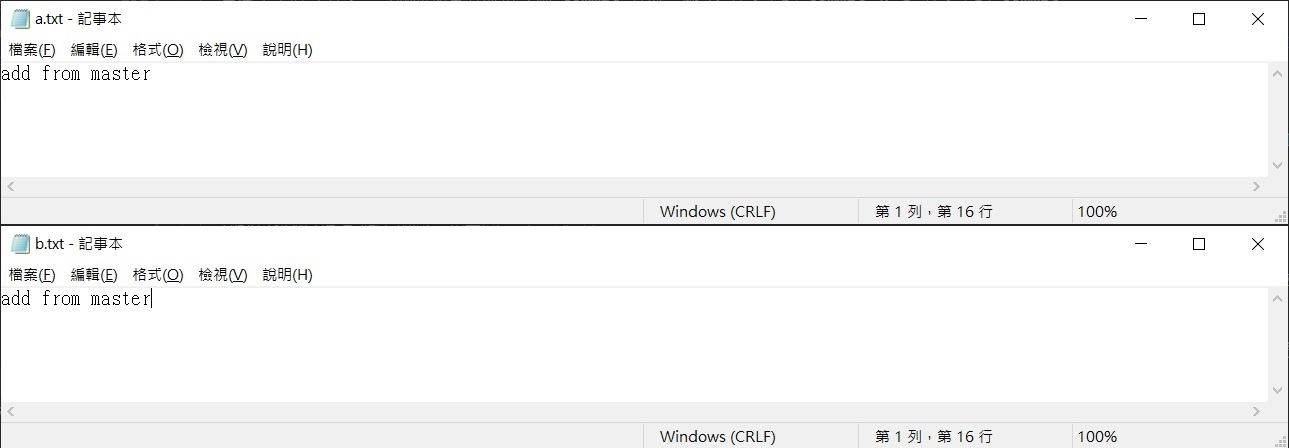 a.txt - 記事本
檔案(F) 編輯(E) 格式(O) 檢視(V) 說明(H)
add from master
Windows (CRLF) 第 1 列，第 16 行 100%
b.txt - 記事本
檔案(F) 編輯(E) 格式(O) 檢視(V) 說明(H)
add from master
Windows (CRLF) 第 1 列，第 16 行 100%